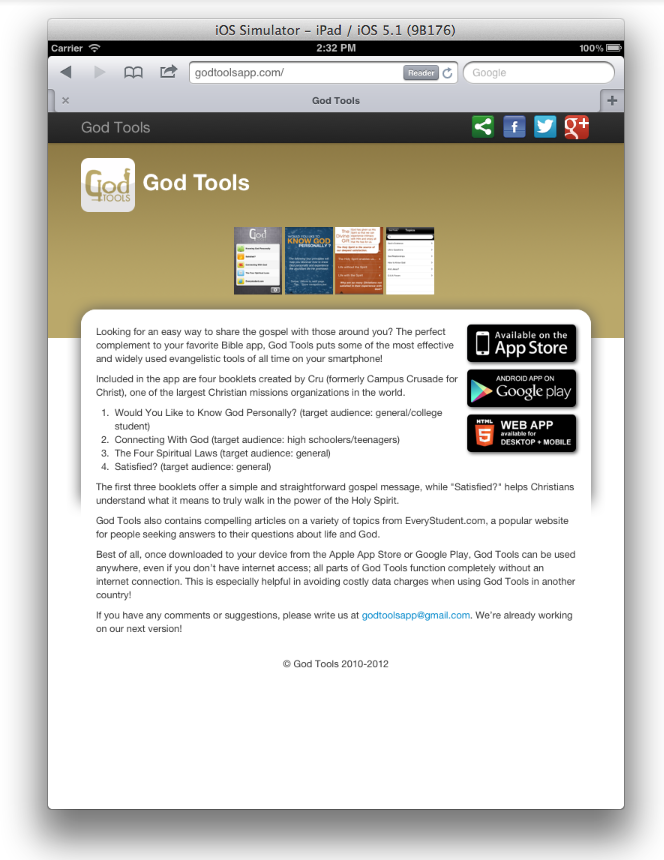 iOS Simulator – iPad / iOS 5.1 (9B176)
Carrier 2:32 PM 100%
godtoolsapp.com/ Reader Google
God Tools
God Tools
God TOOLS
God Tools
God
KNOW GOD
PERSONALLY?
Looking for an easy way to share the gospel with those around you? The perfect
complement to your favorite Bible app, God Tools puts some of the most effective
and widely used evangelistic tools of all time on your smartphone!
Available on the
App Store
ANDROID APP ON
Google play
HTML
5
WEB APP
available for
DESKTOP + MOBILE
Included in the app are four booklets created by Cru (formerly Campus Crusade for
Christ), one of the largest Christian missions organizations in the world.
1. Would You Like to Know God Personally? (target audience: general/college
student)
2. Connecting With God (target audience: high schoolers/teenagers)
3. The Four Spiritual Laws (target audience: general)
4. Satisfied? (target audience: general)
The first three booklets offer a simple and straightforward gospel message, while "Satisfied?" helps Christians
understand what it means to truly walk in the power of the Holy Spirit.
God Tools also contains compelling articles on a variety of topics from EveryStudent.com, a popular website
for people seeking answers to their questions about life and God.
Best of all, once downloaded to your device from the Apple App Store or Google Play, God Tools can be used
anywhere, even if you don't have internet access; all parts of God Tools function completely without an
internet connection. This is especially helpful in avoiding costly data charges when using God Tools in another
country!
If you have any comments or suggestions, please write us at godtoolsapp@gmail.com. We're already working
on our next version!
© God Tools 2010-2012